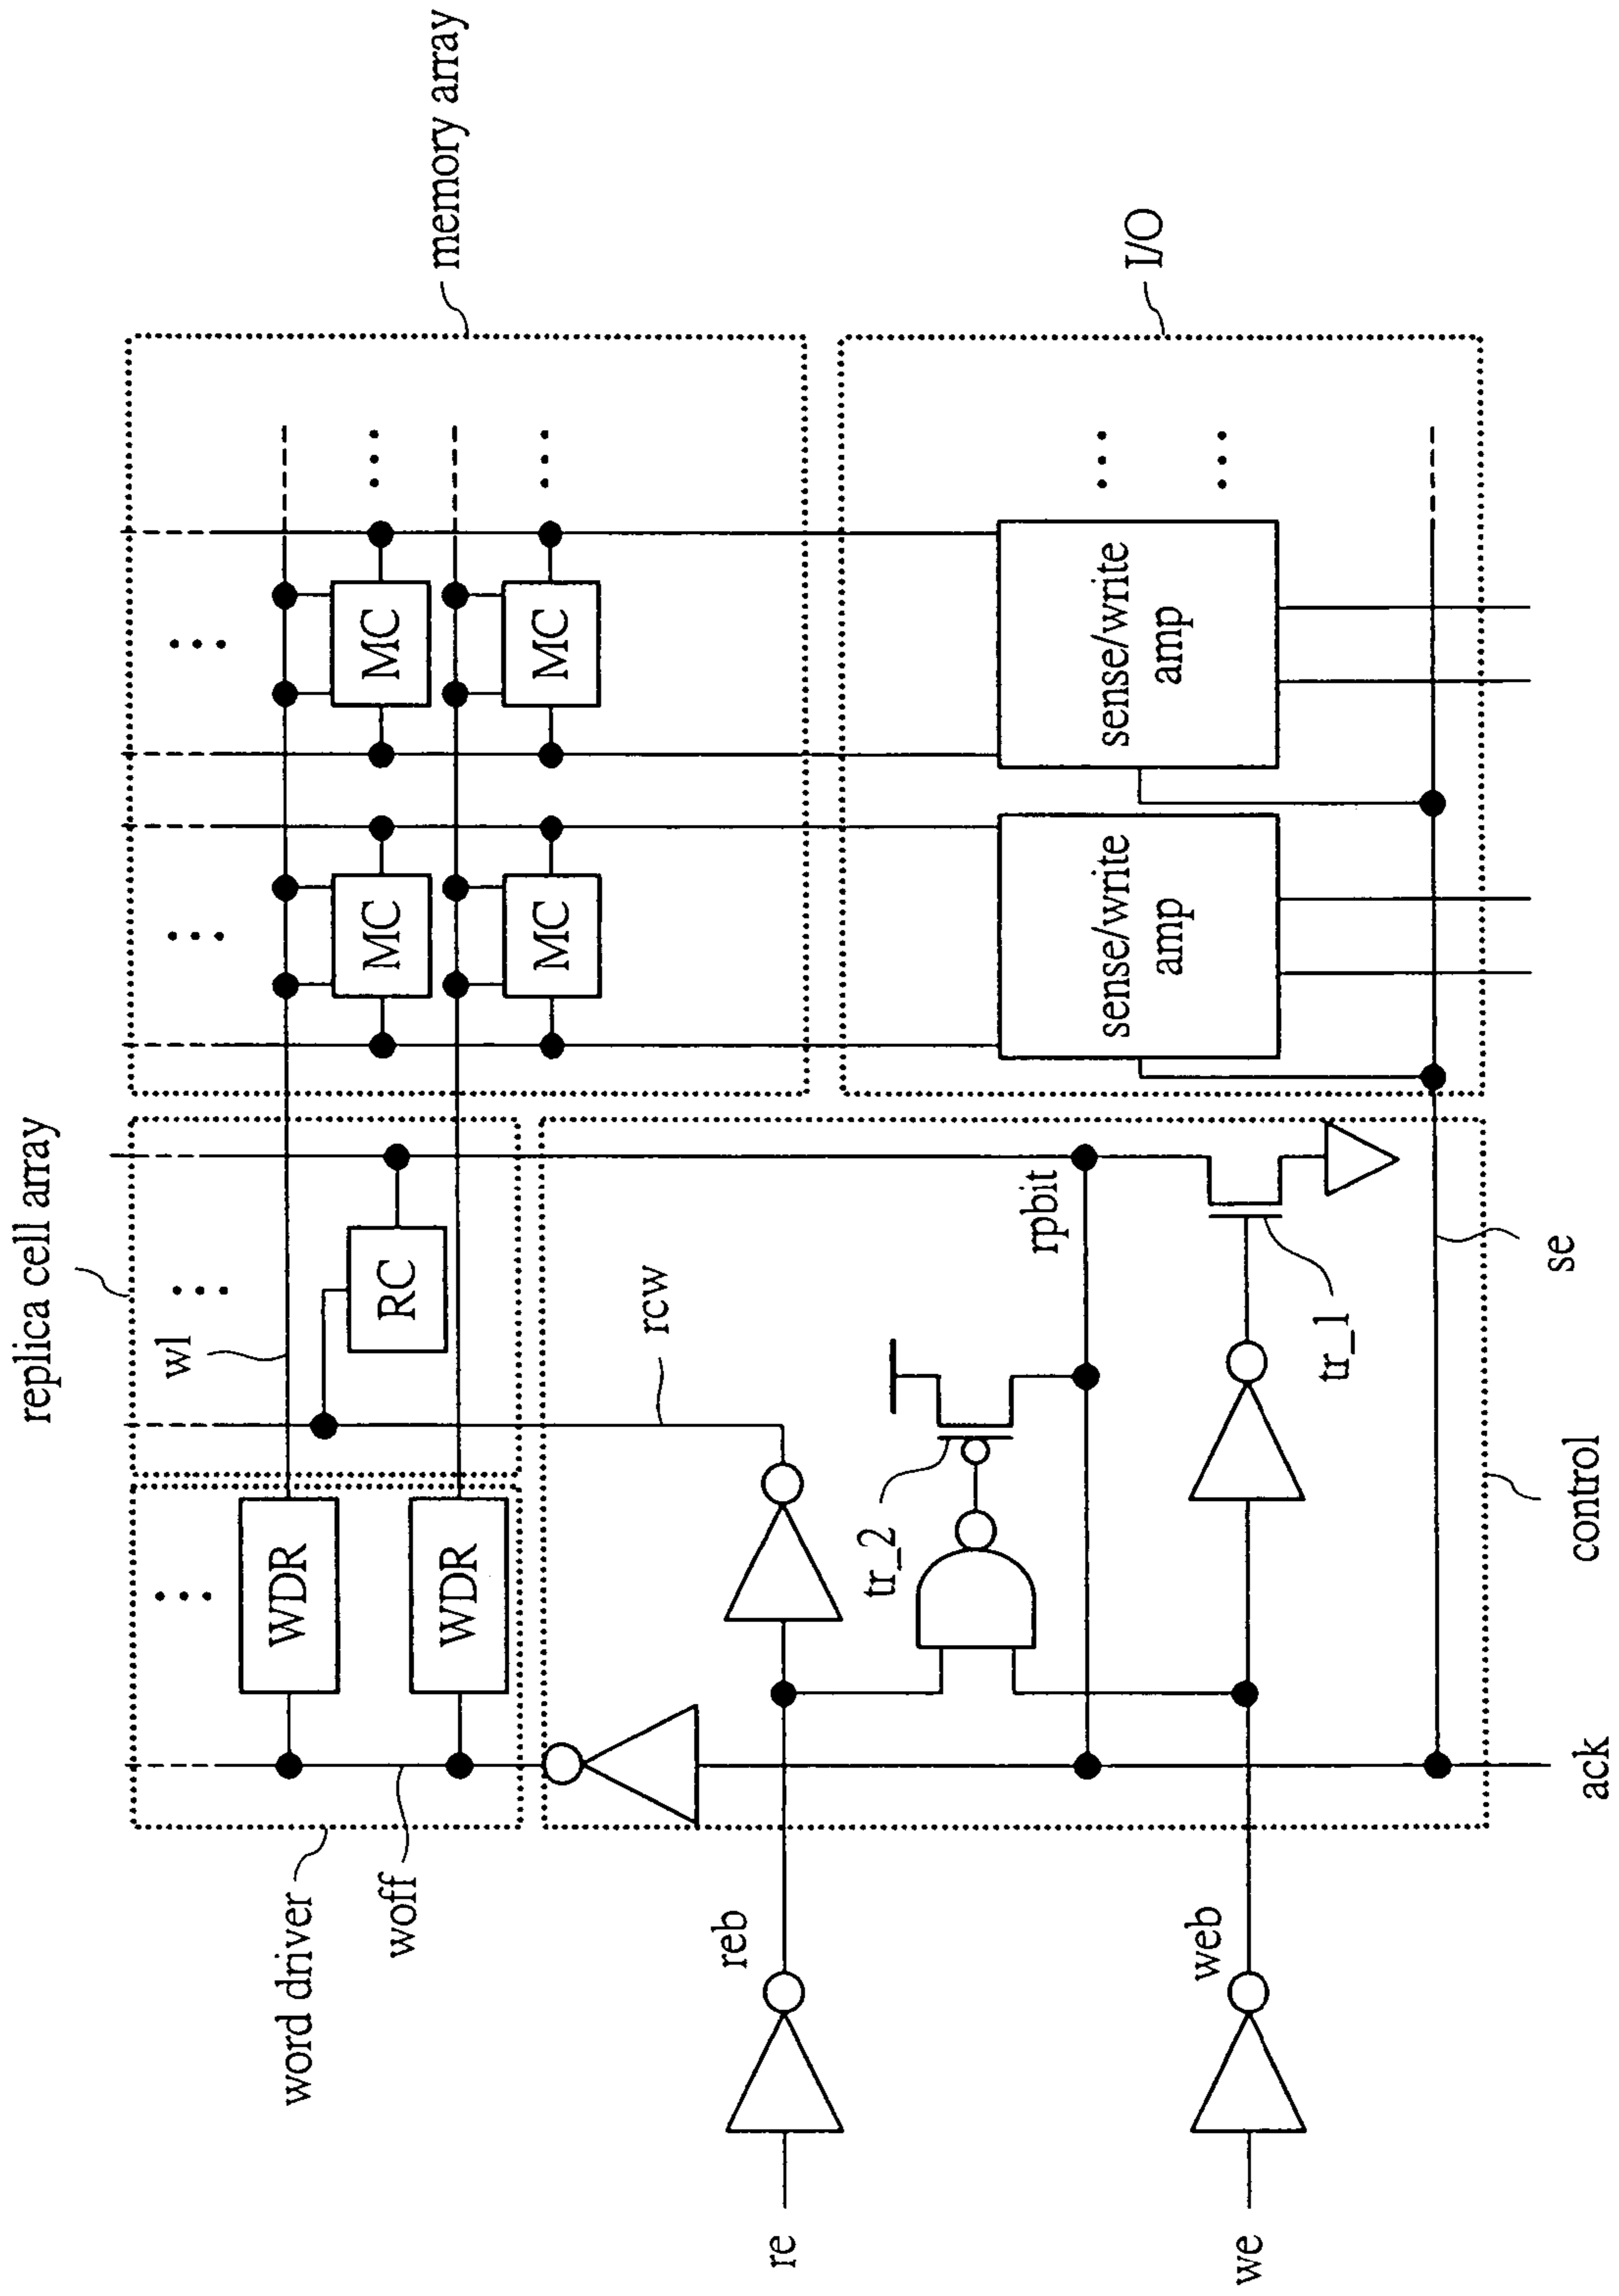 replica cell array
memory array
word driver
woff
wl
rcw
WDR
WDR
RC
MC
MC
MC
MC
I/O
sense/write
amp
sense/write
amp
re
reb
we
web
tr_2
rpbit
tr_1
ack
control
se